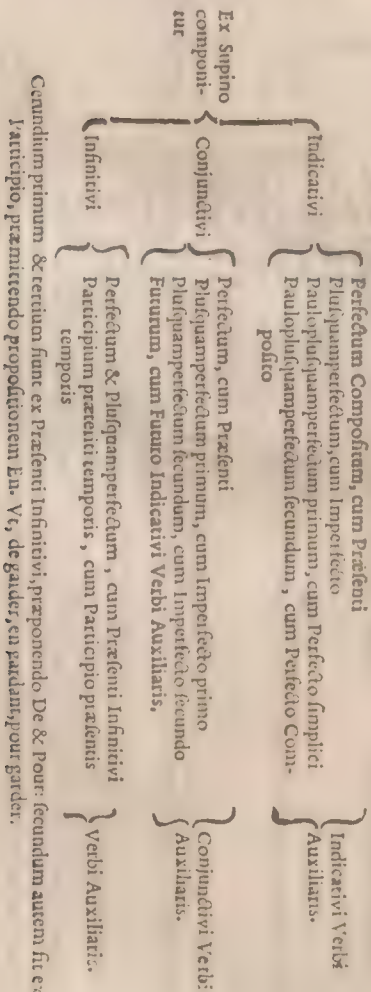 Ex Supino
componi-
tur
Indicativi
Perfectum Compositum, cum Præsenti
Plusquamperfectum, cum Imperfecto
Pauloplusquamperfectum primum, cum Perfecto simplici
Pauloplusquamperfectum secundum, cum Perfecto Com-
posito
Indicativi Verbi
Auxiliaris.
Conjunctivi
Perfectum, cum Præsenti
Plusquamperfectum primum, cum Imperfecto primo
Plusquamperfectum secundum, cum Imperfecto secundo
Futurum, cum Futuro Indicativi Verbi Auxiliaris,
Conjunctivi Verbi
Auxiliaris.
Infinitivi
Perfectum & Plusquamperfectum, cum Præsenti Infinitivi
Participium præteriti temporis, cum Participio præsentis
temporis
Verbi Auxiliaris.
Gerundium primum & tertium fiunt ex Præsenti Infinitivi, præponendo De & Pour: secundum autem fit ex
Participio, præmittendo propositionem En. Vt, de garder, en gardant, pour garder.